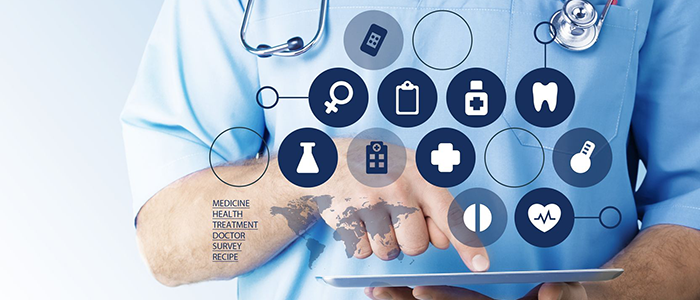 MEDICINE
HEALTH
TREATMENT
DOCTOR
SURVEY
RECIPE